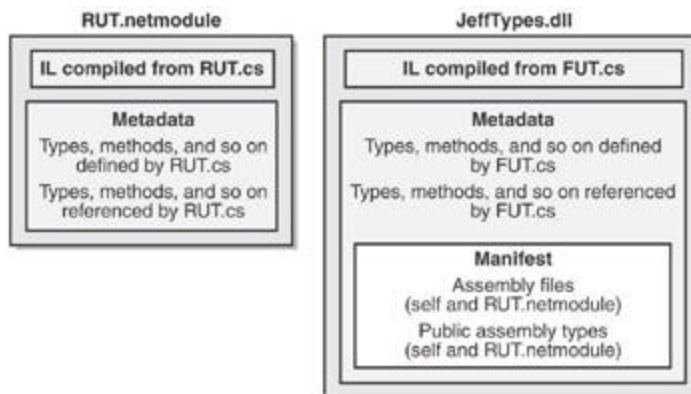 RUT.netmodule
IL compiled from RUT.cs
Metadata
Types, methods, and so on
defined by RUT.cs
Types, methods, and so on
referenced by RUT.cs
JeffTypes.dll
IL compiled from FUT.cs
Metadata
Types, methods, and so on defined
by FUT.cs
Types, methods, and so on referenced
by FUT.cs
Manifest
Assembly files
(self and RUT.netmodule)
Public assembly types
(self and RUT.netmodule)